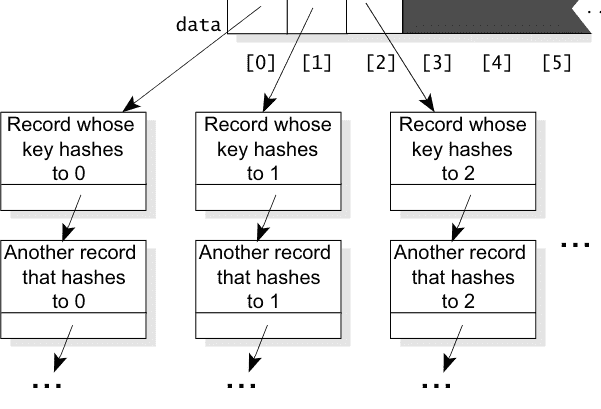 data
[0] [1] [2] [3] [4] [5]
Record whose
key hashes
to 0
Record whose
key hashes
to 1
Record whose
key hashes
to 2
Another record
that hashes
to 0
Another record
that hashes
to 1
Another record
that hashes
to 2
...
... ... ...